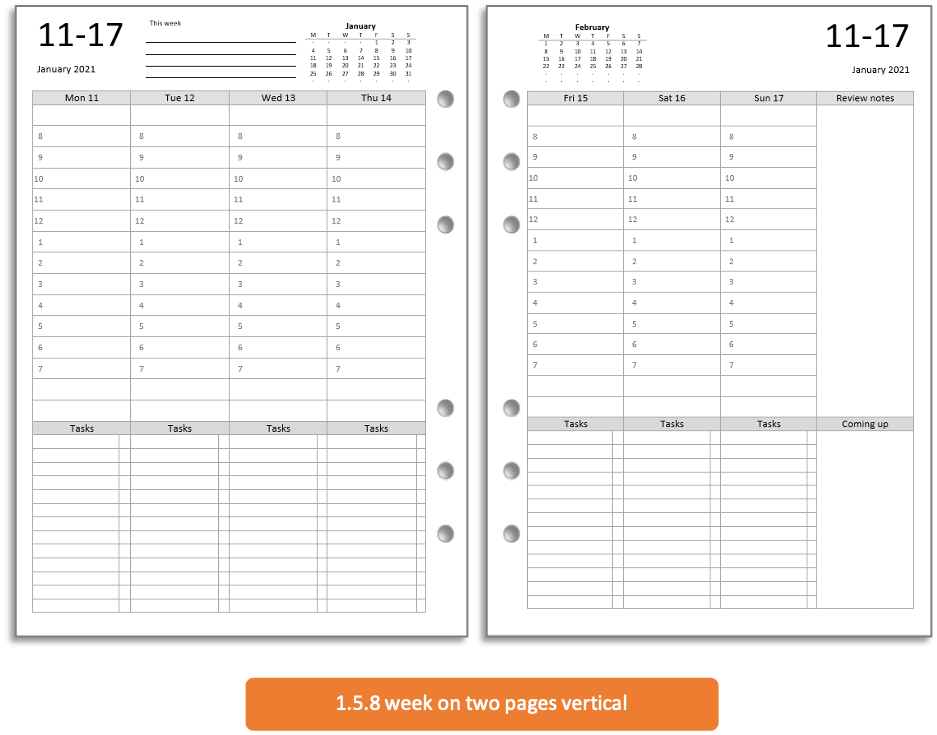 11-17
January 2021
This week
January
M T W T F S S
- - - - 1 2 3
4 5 6 7 8 9 10
11 12 13 14 15 16 17
18 19 20 21 22 23 24
25 26 27 28 29 30 31
Mon 11 Tue 12 Wed 13 Thu 14
8 8 8 8
9 9 9 9
10 10 10 10
11 11 11 11
12 12 12 12
1 1 1 1
2 2 2 2
3 3 3 3
4 4 4 4
5 5 5 5
6 6 6 6
7 7 7 7
Tasks Tasks Tasks Tasks
February
M T W T F S S
1 2 3 4 5 6 7
8 9 10 11 12 13 14
15 16 17 18 19 20 21
22 23 24 25 26 27 28
11-17
January 2021
Fri 15 Sat 16 Sun 17 Review notes
8 8 8
9 9 9
10 10 10
11 11 11
12 12 12
1 1 1
2 2 2
3 3 3
4 4 4
5 5 5
6 6 6
7 7 7
Tasks Tasks Tasks Coming up
1.5.8 week on two pages vertical